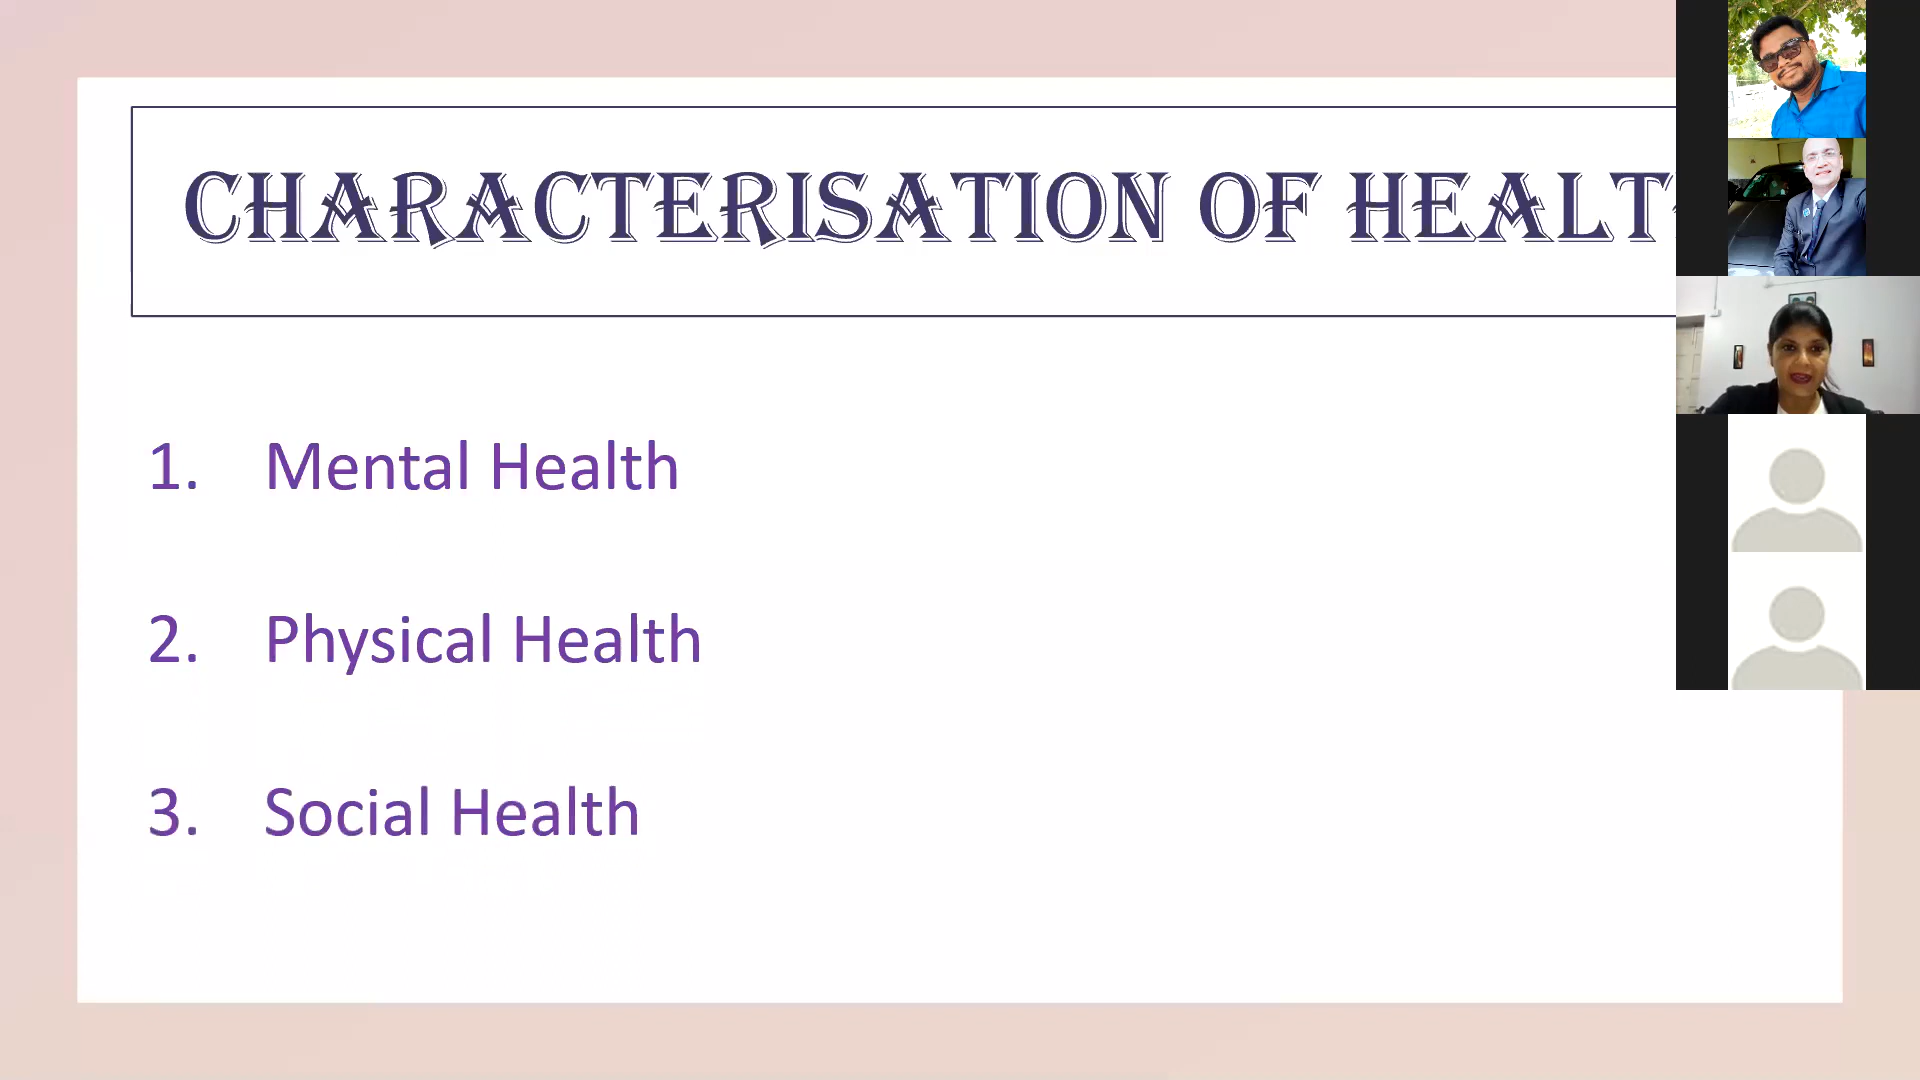 CHARACTERISATION OF HEALT
1. Mental Health
2. Physical Health
3. Social Health